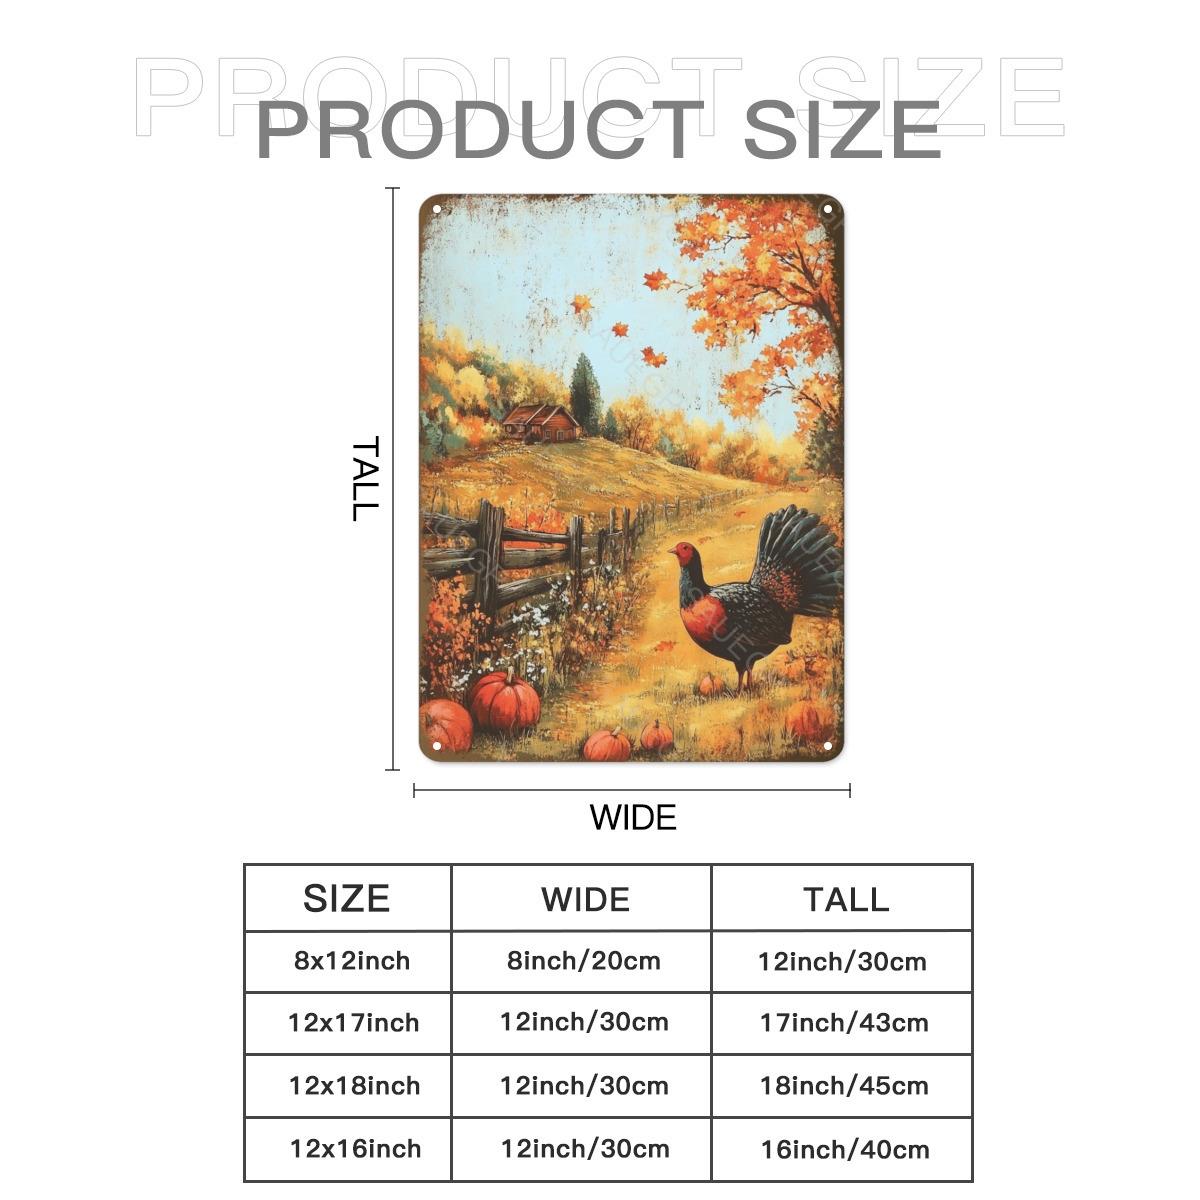 PRODUCT SIZE
PRODUCT SIZE
TALL
WIDE
SIZE WIDE TALL
8x12inch 8inch/20cm 12inch/30cm
12x17inch 12inch/30cm 17inch/43cm
12x18inch 12inch/30cm 18inch/45cm
12x16inch 12inch/30cm 16inch/40cm